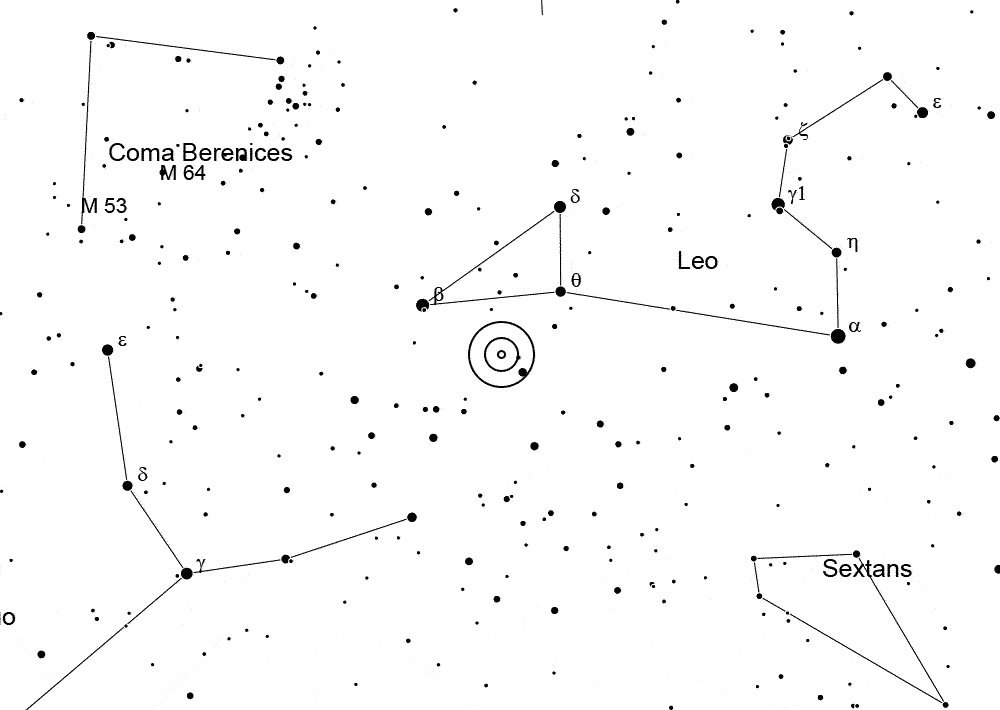 ε
ζ
Coma Berenices
M 64
δ
γ1
M 53
η
Leo
θ
β
α
ε
δ
γ
Sextans